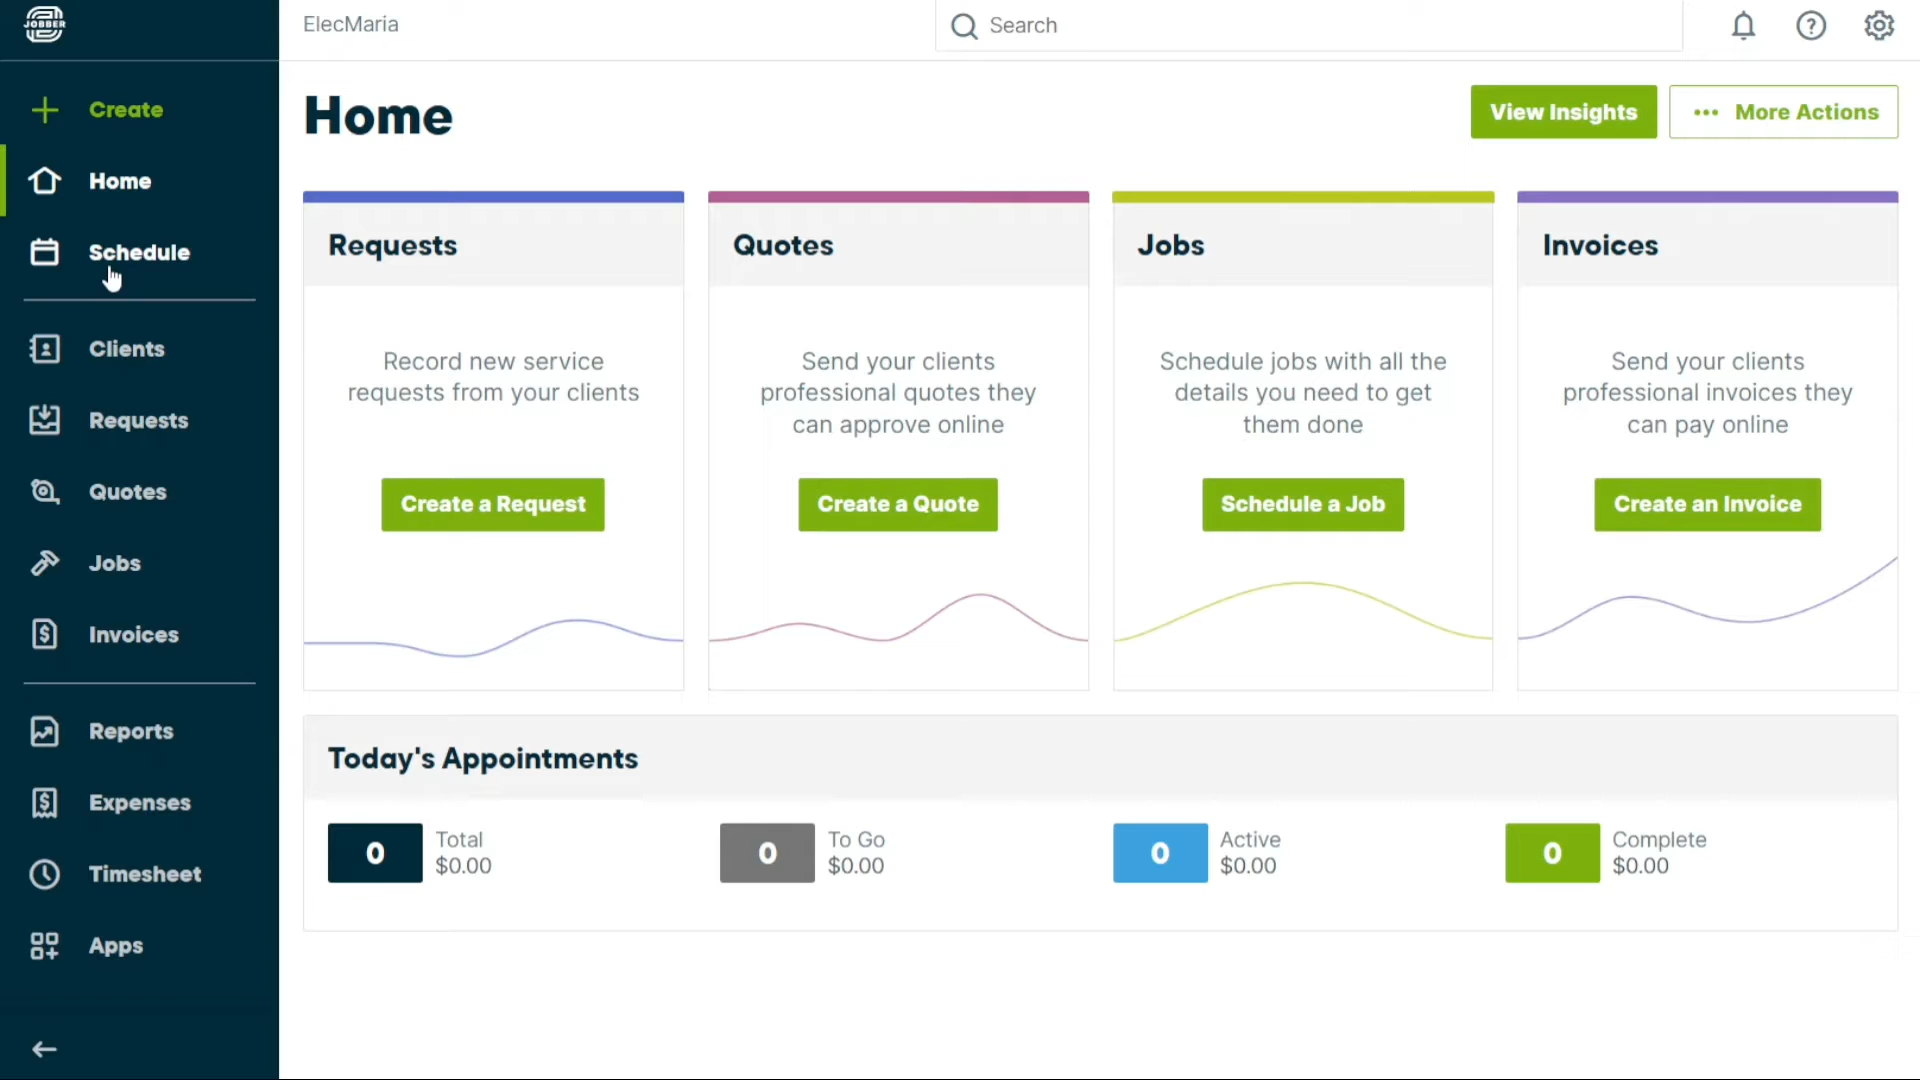 JOBBER
ElecMaria
Search
Create
Home
Schedule
Clients
Requests
Quotes
Jobs
Invoices
Reports
Expenses
Timesheet
Apps
Home
View Insights
More Actions
Requests
Record new service
requests from your clients
Create a Request
Quotes
Send your clients
professional quotes they
can approve online
Create a Quote
Jobs
Schedule jobs with all the
details you need to get
them done
Schedule a Job
Invoices
Send your clients
professional invoices they
can pay online
Create an Invoice
Today's Appointments
0
Total
$0.00
0
To Go
$0.00
0
Active
$0.00
0
Complete
$0.00